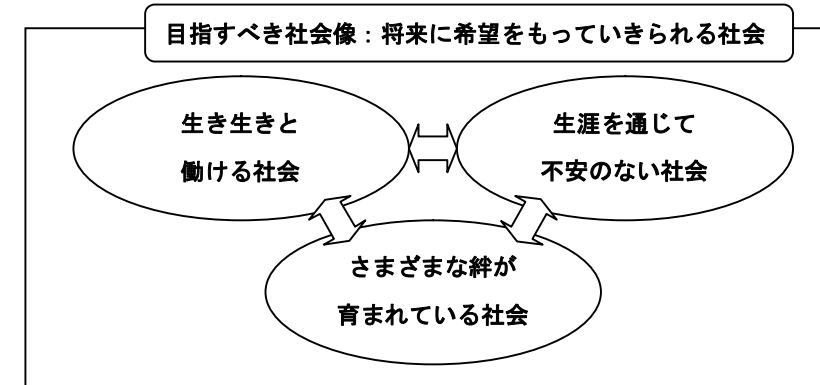 目指すべき社会像：将来に希望をもっていきられる社会
生き生きと
働ける社会
生涯を通じて
不安のない社会
さまざまな絆が
育まれている社会